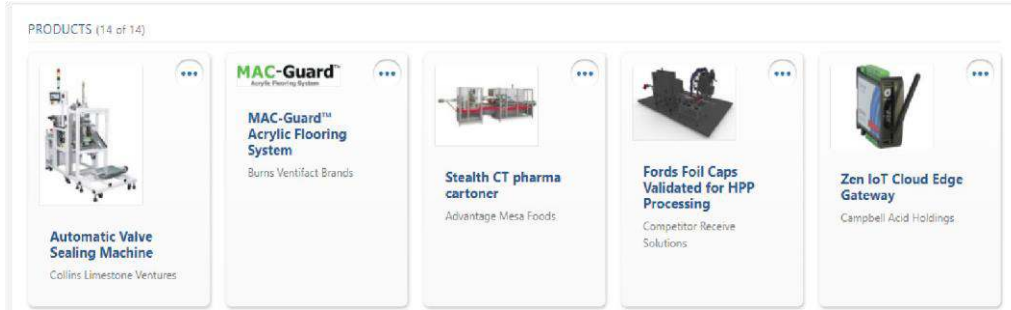 PRODUCTS (14 of 14)
MAC-Guard™
Acrylic Flooring System
Automatic Valve
Sealing Machine
Collins Limestone Ventures
MAC-Guard™
Acrylic Flooring
System
Burns Ventifact Brands
Stealth CT pharma
cartoner
Advantage Mesa Foods
Fords Foil Caps
Validated for HPP
Processing
Competitor Receive
Solutions
Zen IoT Cloud Edge
Gateway
Campbell Acid Holdings